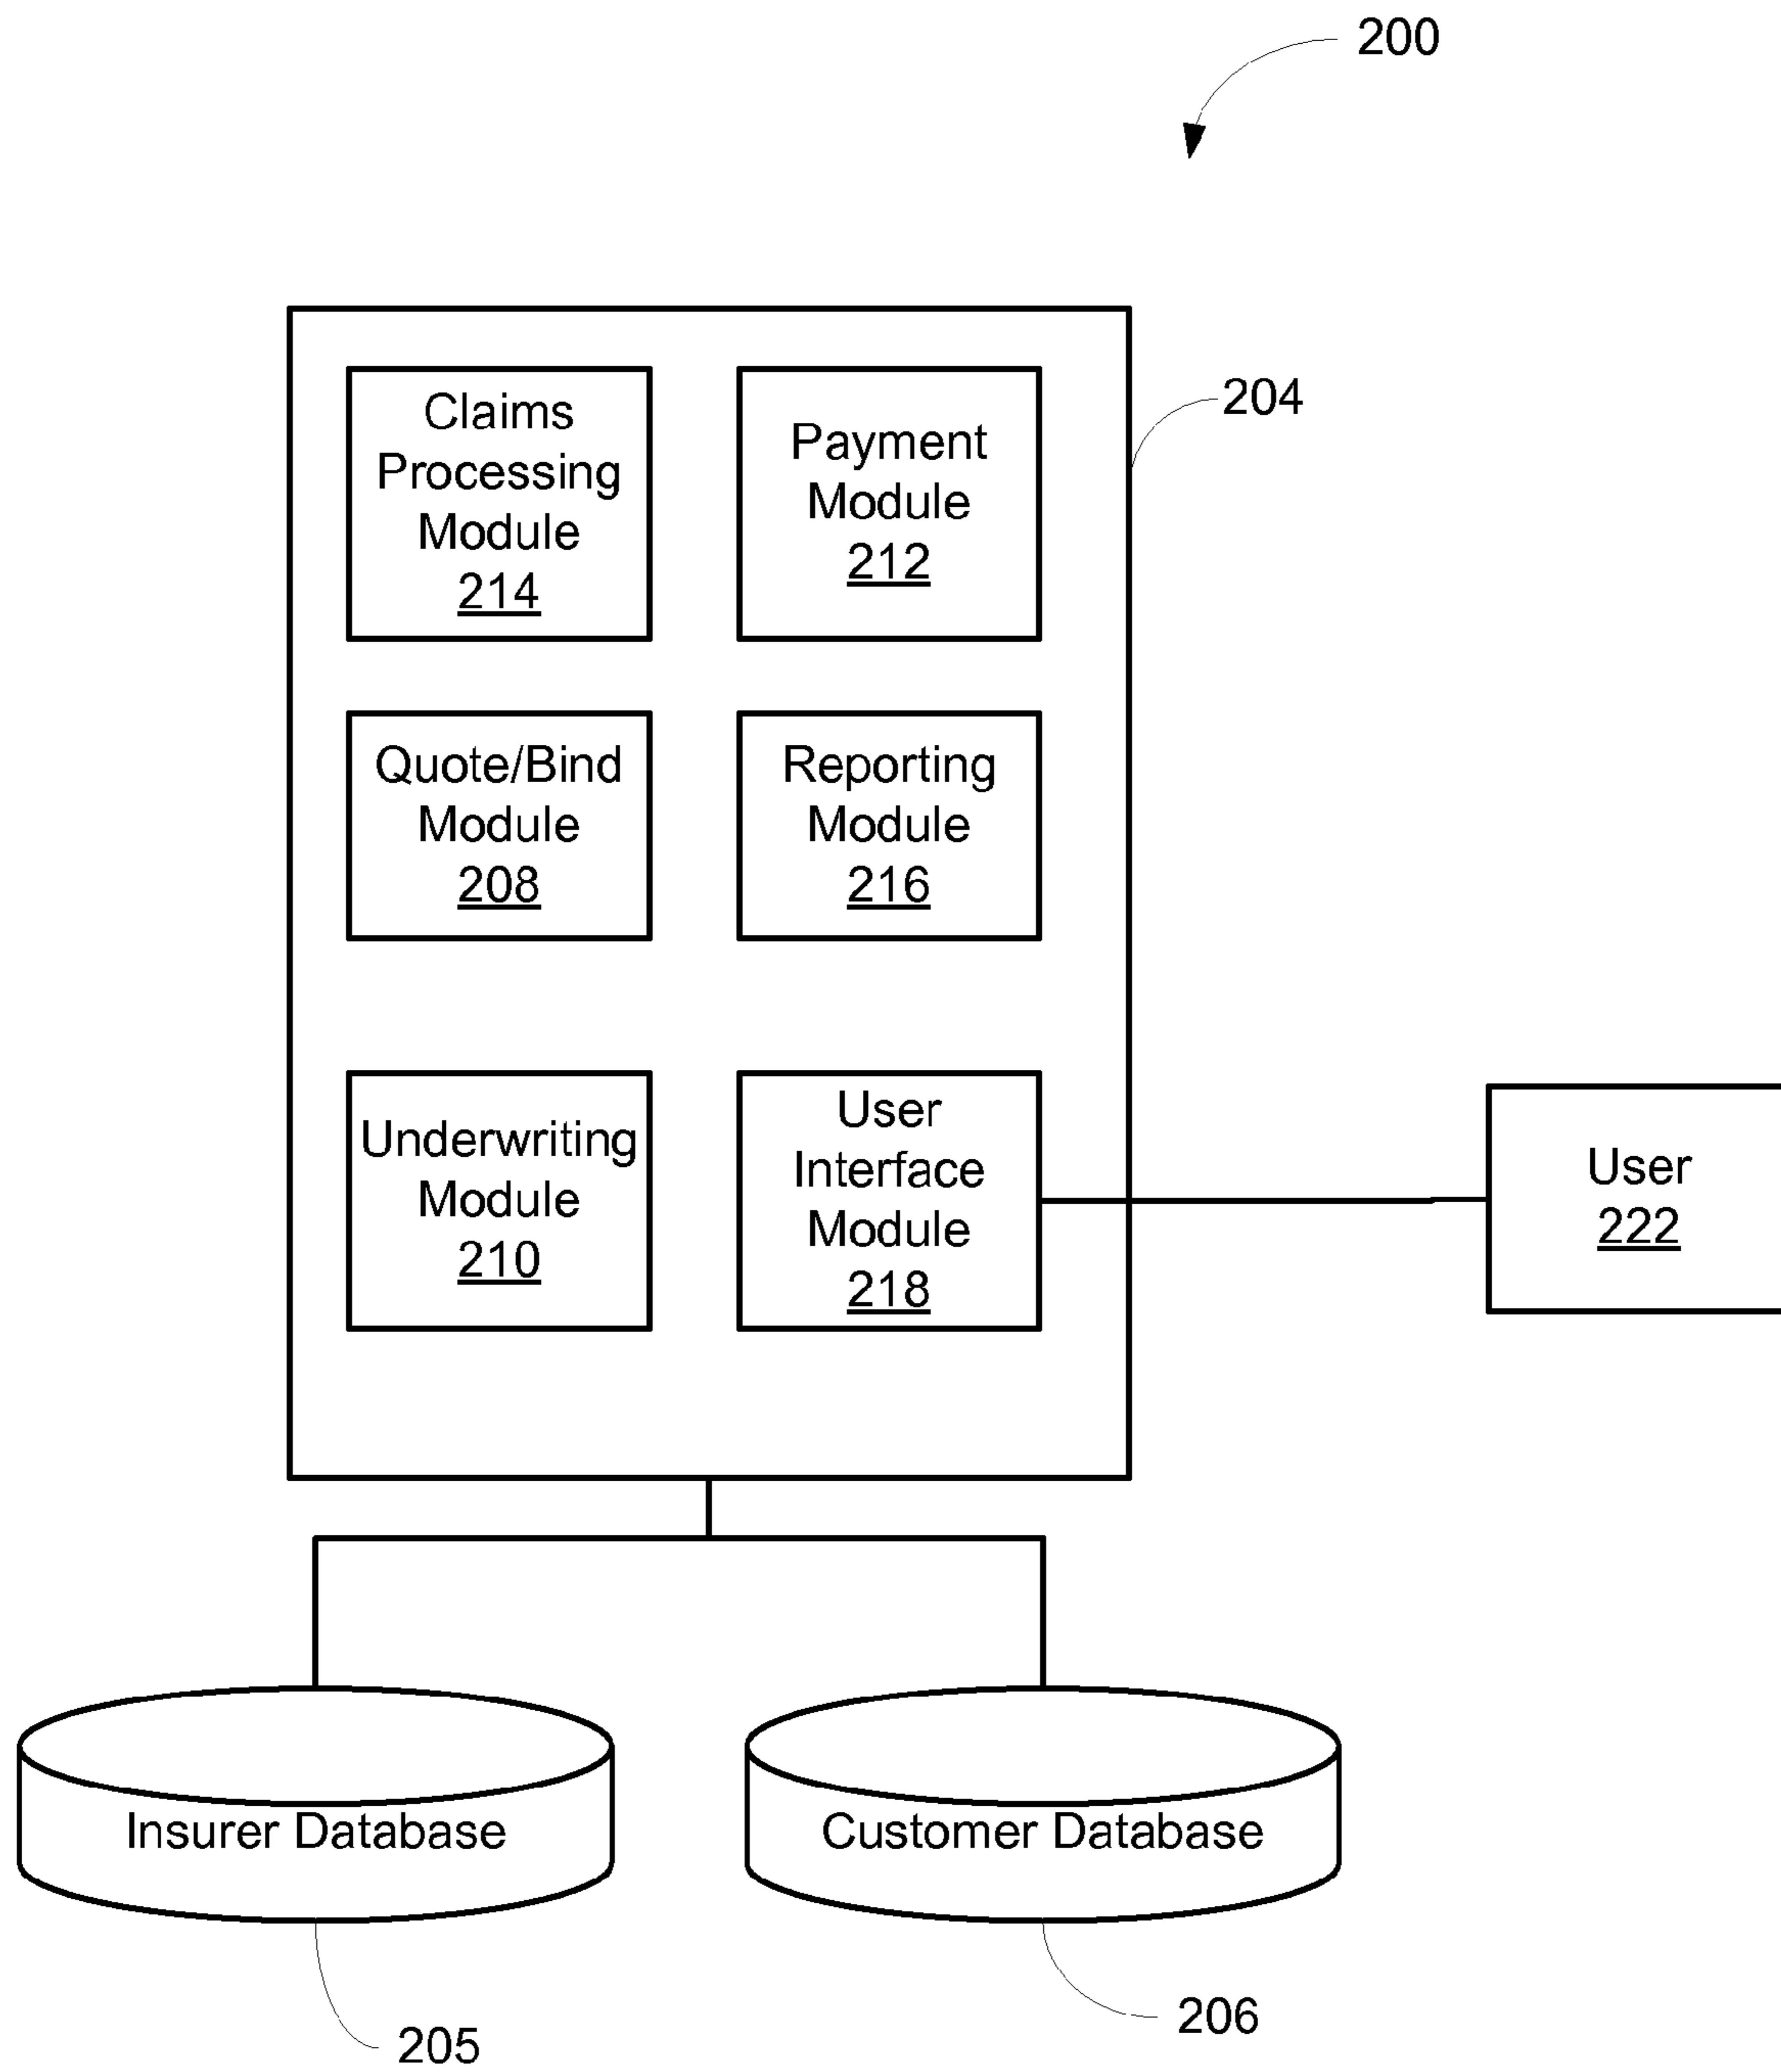 200
204
Claims
Processing
Module
214
Payment
Module
212
Quote/Bind
Module
208
Reporting
Module
216
Underwriting
Module
210
User
Interface
Module
218
User
222
Insurer Database
Customer Database
205
206